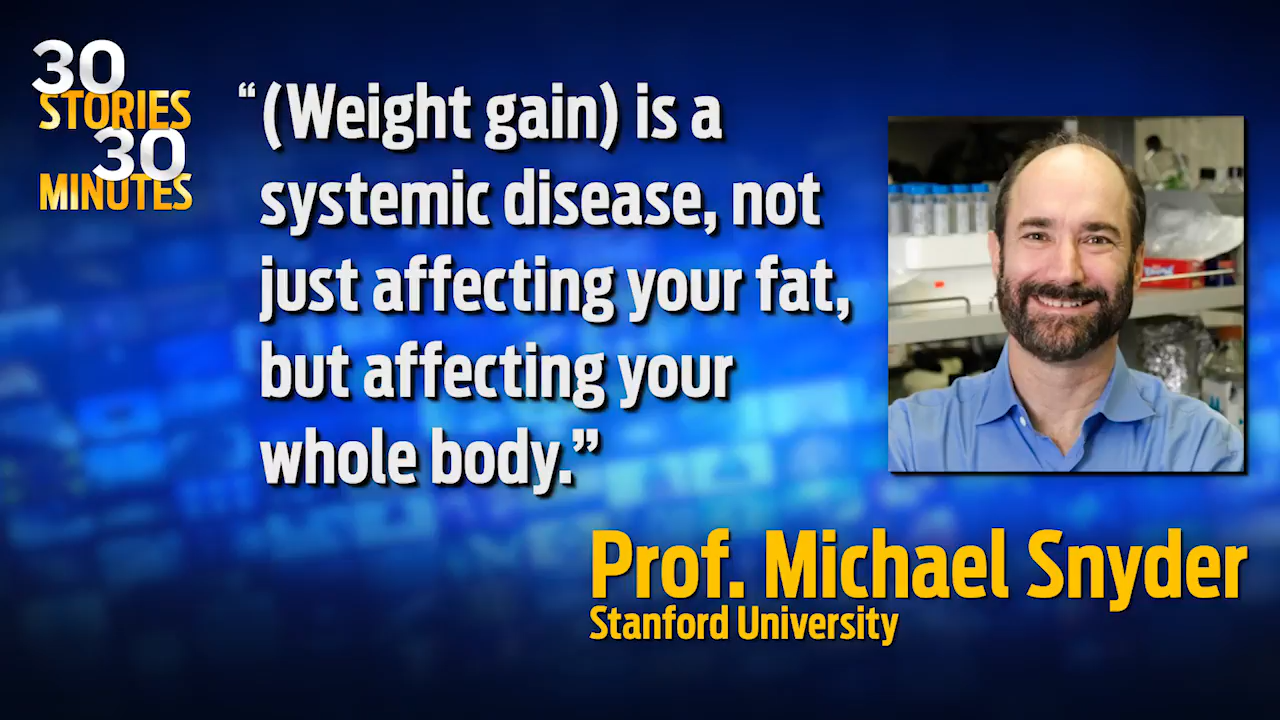 30
STORIES
30
MINUTES
“(Weight gain) is a
systemic disease, not
just affecting your fat,
but affecting your
whole body.”
Prof. Michael Snyder
Stanford University